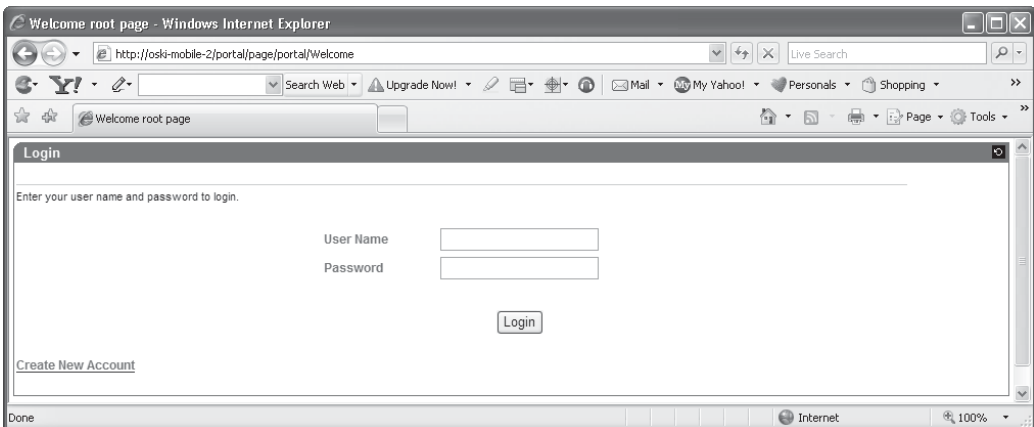 Welcome root page - Windows Internet Explorer
http://oski-mobile-2/portal/page/portal/Welcome
Live Search
Y! Search Web Upgrade Now! Mail My My Yahoo! Personals Shopping »
Welcome root page Page Tools »
Login
Enter your user name and password to login.
User Name
Password
Login
Create New Account
Done Internet 100%